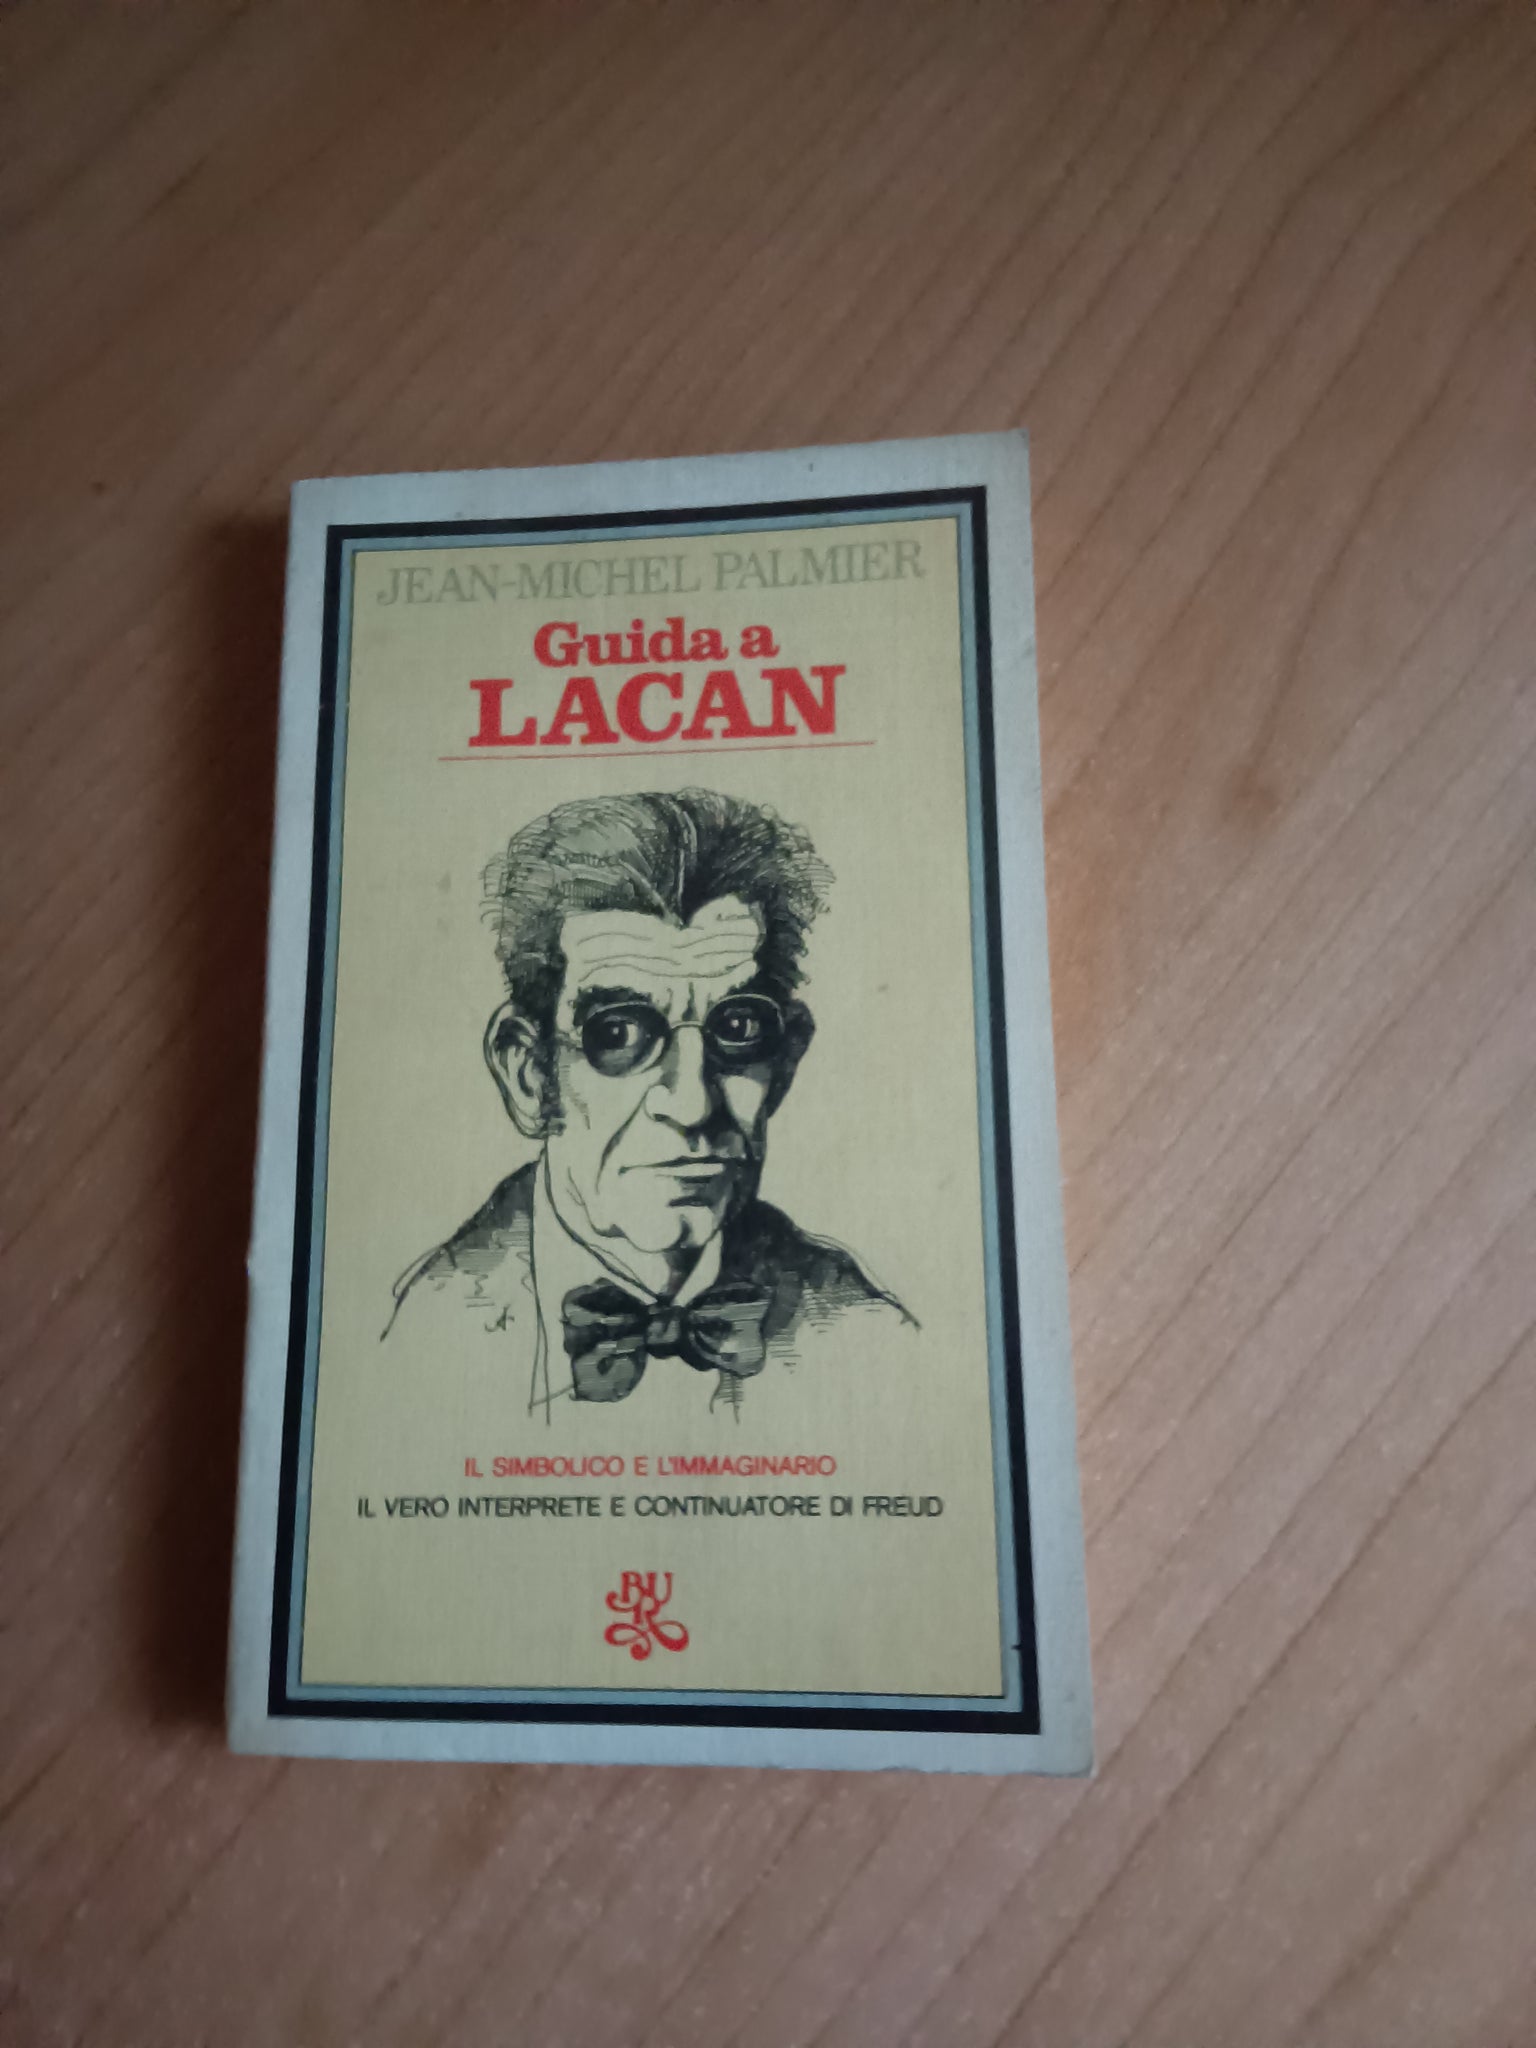 JEAN-MICHEL PALMIER
Guida a
LACAN
IL SIMBOLICO E L'IMMAGINARIO
IL VERO INTERPRETE E CONTINUATORE DI FREUD
BUR